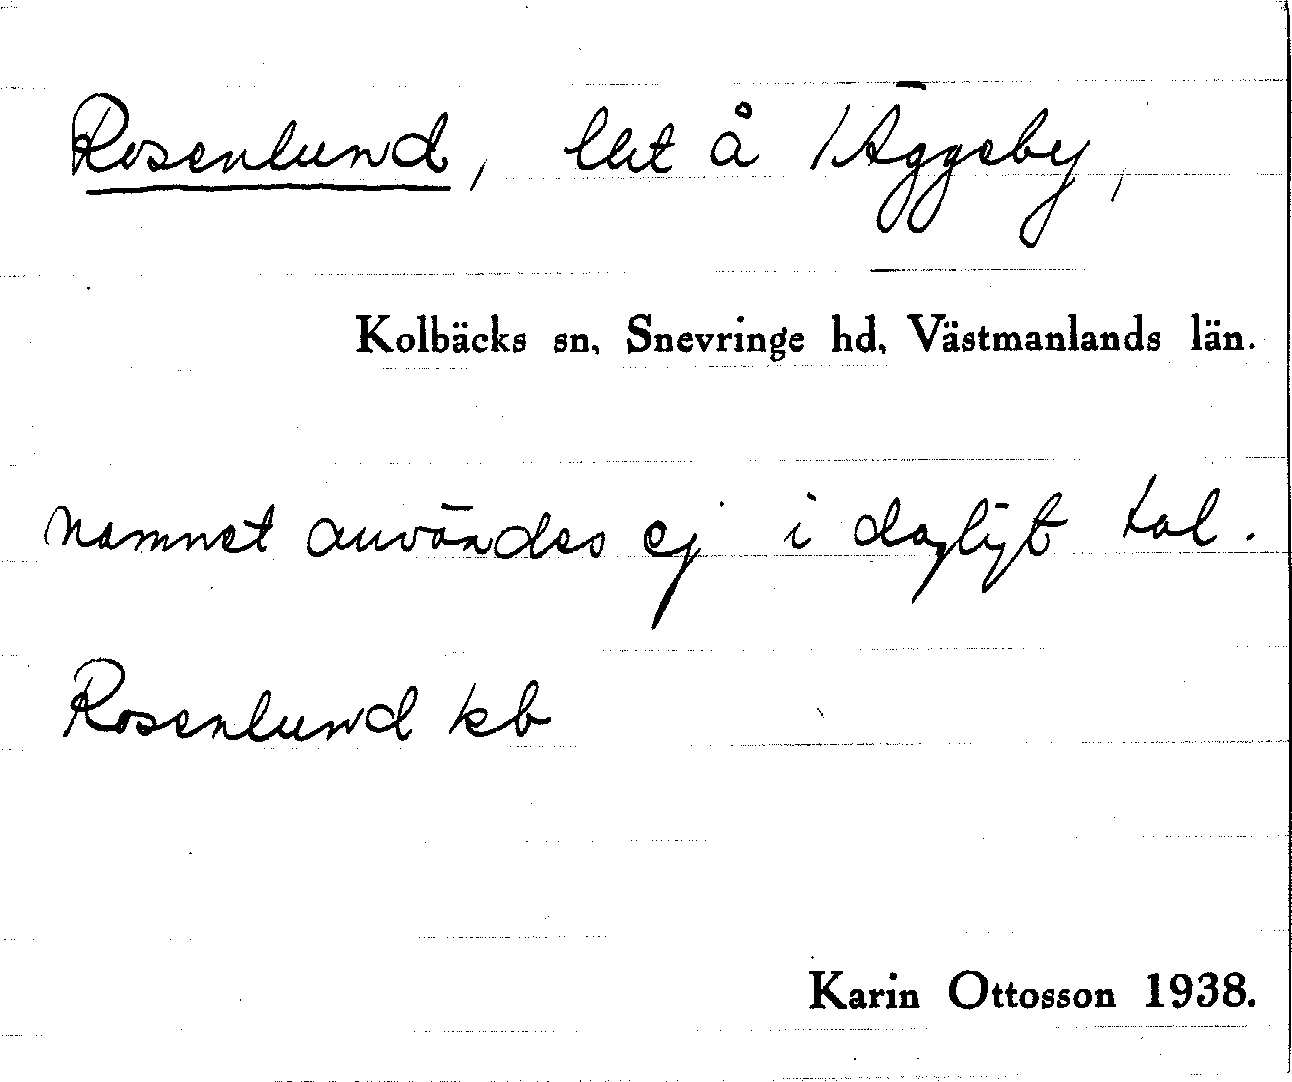 Rosenlund, lht å 1 Äggeby,
Kolbäcks sn, Snevringe hd, Västmanlands län.
Namnet användes ej i dagligt tal.
Rosenlund kb
Karin Ottosson 1938.